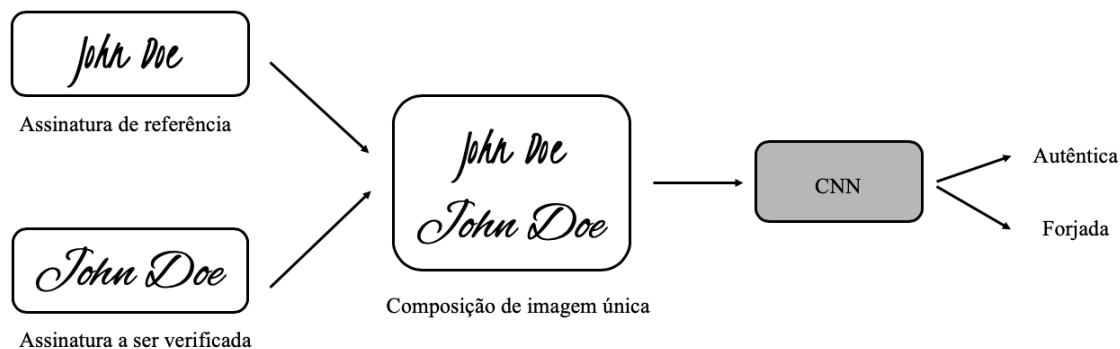 John Doe
Assinatura de referência
John Doe
Assinatura a ser verificada
John Doe
John Doe
Composição de imagem única
CNN
Autêntica
Forjada